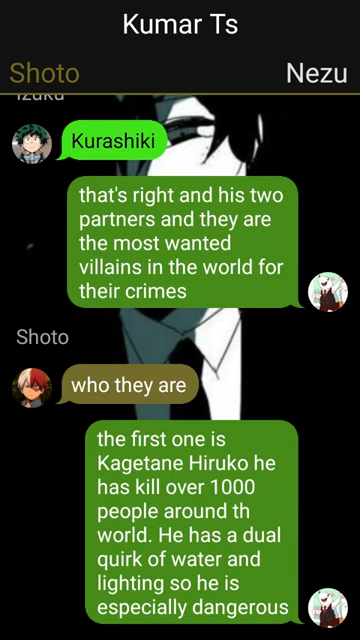 Kumar Ts
Shoto
Nezu
Izuku
Kurashiki
that's right and his two
partners and they are
the most wanted
villains in the world for
their crimes
Shoto
who they are
the first one is
Kagetane Hiruko he
has kill over 1000
people around th
world. He has a dual
quirk of water and
lighting so he is
especially dangerous